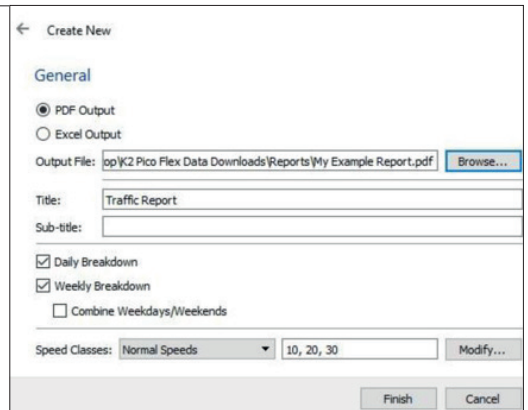 Create New
General
PDF Output
Excel Output
Output File: op\K2 Pico Flex Data Downloads\Reports\My Example Report.pdf Browse...
Title: Traffic Report
Sub-title:
Daily Breakdown
Weekly Breakdown
Combine Weekdays/Weekends
Speed Classes: Normal Speeds 10, 20, 30 Modify...
Finish Cancel